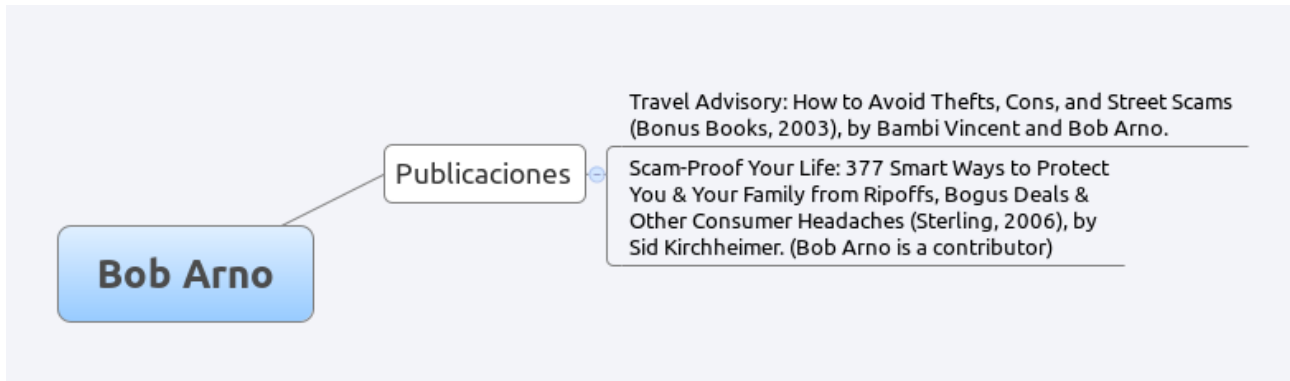 Travel Advisory: How to Avoid Thefts, Cons, and Street Scams
(Bonus Books, 2003), by Bambi Vincent and Bob Arno.
Publicaciones
Scam-Proof Your Life: 377 Smart Ways to Protect
You & Your Family from Ripoffs, Bogus Deals &
Other Consumer Headaches (Sterling, 2006), by
Sid Kirchheimer. (Bob Arno is a contributor)
Bob Arno